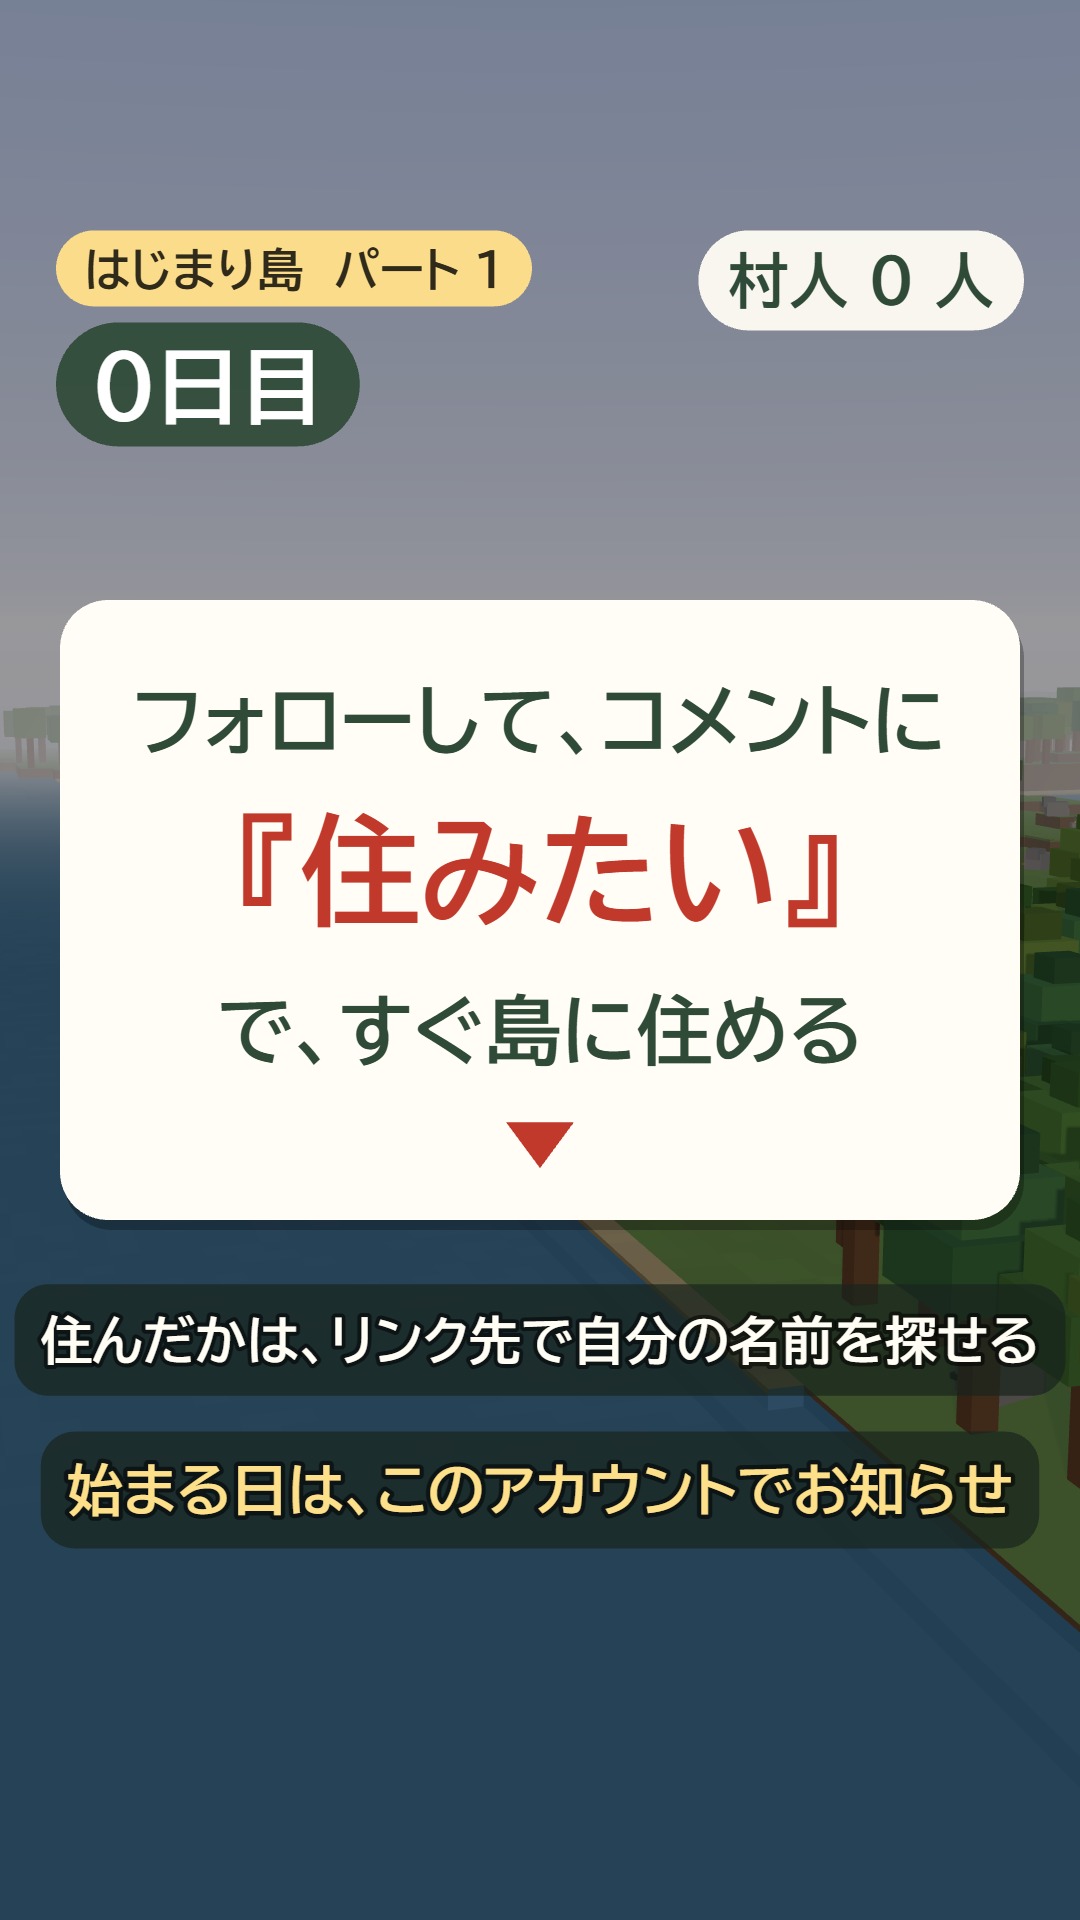 はじまり島 パート1
村人 0 人
0日目
フォローして、コメントに
『住みたい』
で、すぐ島に住める
住んだかは、リンク先で自分の名前を探せる
始まる日は、このアカウントでお知らせ